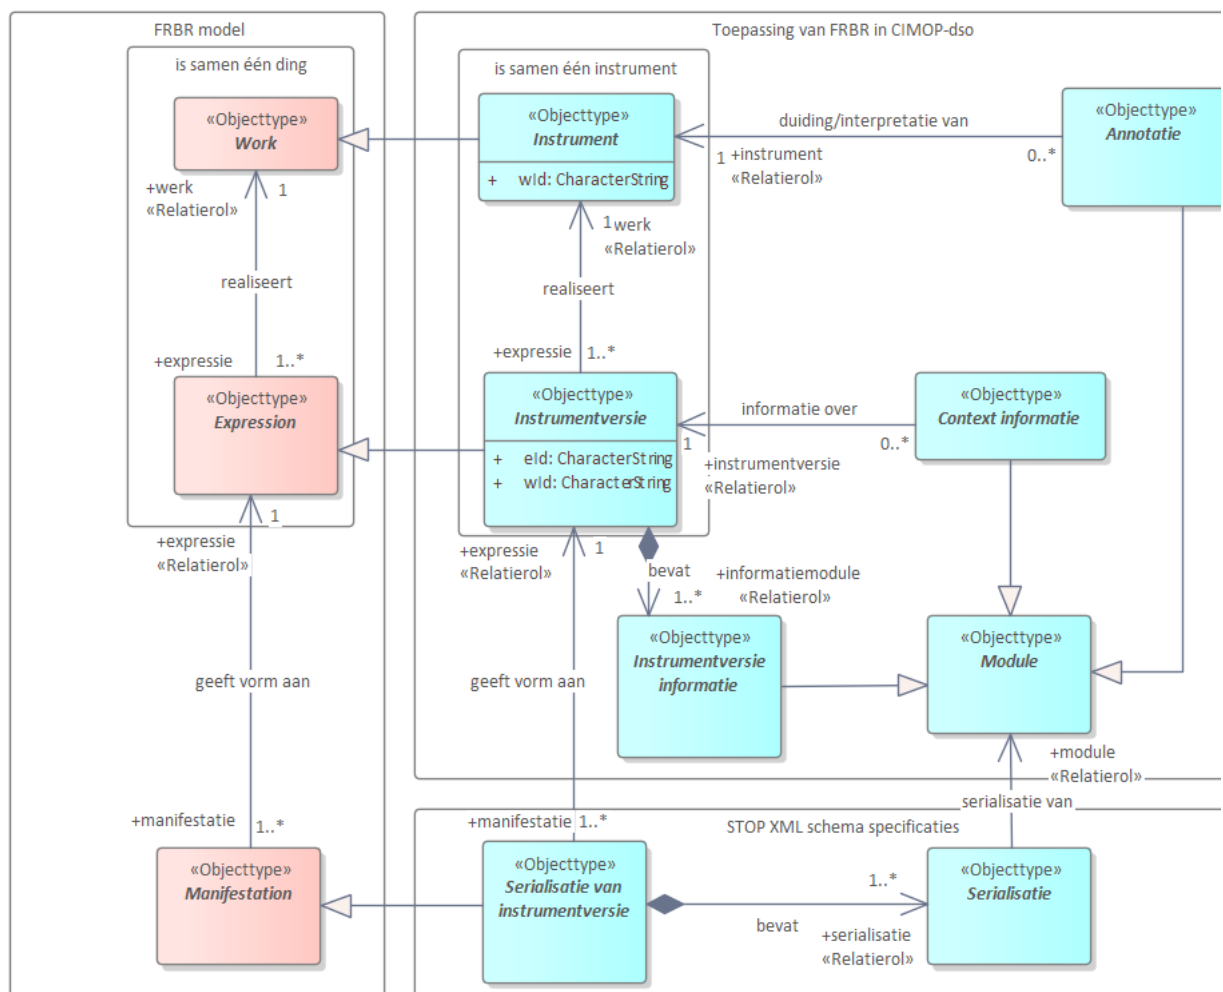 FRBR model
is samen één ding
«Objecttype»
Work
+werk
«Relatierol»
1
realiseert
+expressie
1..*
«Objecttype»
Expression
+expressie
«Relatierol»
1
geeft vorm aan
+manifestatie
1..*
«Objecttype»
Manifestation
Toepassing van FRBR in CIMOP-dso
is samen één instrument
«Objecttype»
Instrument
+ wId: CharacterString
1
werk
«Relatierol»
realiseert
+expressie
1..*
«Objecttype»
Instrumentversie
+ eId: CharacterString
+ wId: CharacterString
duiding/interpretatie van
1
+instrument
«Relatierol»
0..*
«Objecttype»
Annotatie
informatie over
1
0..*
+instrumentversie
«Relatierol»
«Objecttype»
Context informatie
+expressie
«Relatierol»
1
bevat
1..*
+informatiemodule
«Relatierol»
«Objecttype»
Instrumentversie
informatie
«Objecttype»
Module
geeft vorm aan
+module
«Relatierol»
serialisatie van
+manifestatie
1..*
STOP XML schema specificaties
«Objecttype»
Serialisatie van
instrumentversie
bevat
1..*
+serialisatie
«Relatierol»
«Objecttype»
Serialisatie